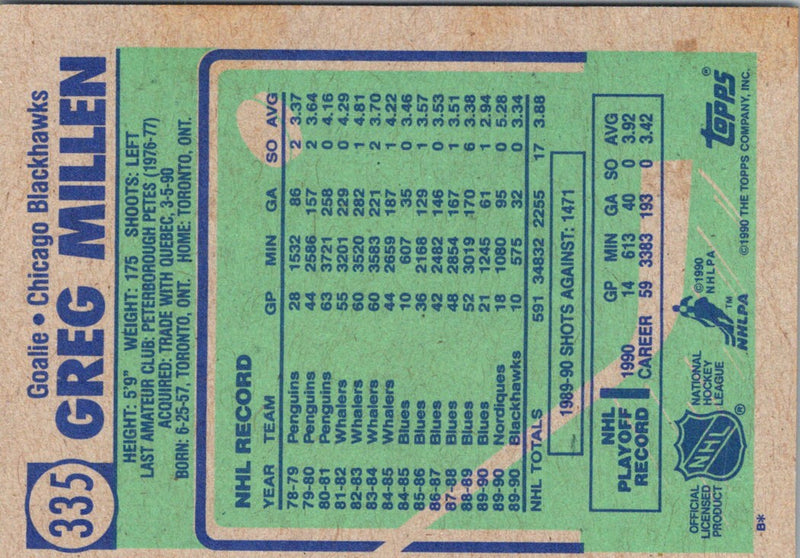 335
Goalie • Chicago Blackhawks
GREG MILLEN
HEIGHT: 5'9" WEIGHT: 175 SHOOTS: LEFT
LAST AMATEUR CLUB: PETERBOROUGH PETES (1976-77)
ACQUIRED: TRADE WITH QUEBEC, 3-5-90
BORN: 6-25-57, TORONTO, ONT. HOME: TORONTO, ONT.
NHL RECORD
YEAR TEAM GP MIN GA SO AVG
78-79 Penguins 28 1532 86 2 3.37
79-80 Penguins 44 2586 157 2 3.64
80-81 Penguins 63 3721 258 0 4.16
81-82 Whalers 55 3201 229 0 4.29
82-83 Whalers 60 3520 282 1 4.81
83-84 Whalers 60 3583 221 2 3.70
84-85 Whalers 44 2659 187 1 4.22
84-85 Blues 10 607 35 0 3.46
85-86 Blues 36 2168 129 1 3.57
86-87 Blues 42 2482 146 0 3.53
87-88 Blues 48 2854 167 1 3.51
88-89 Blues 52 3019 170 6 3.38
89-90 Blues 21 1245 61 1 2.94
89-90 Nordiques 18 1080 95 0 5.28
89-90 Blackhawks 10 575 32 0 3.34
NHL TOTALS 591 34832 2255 17 3.88
1989-90 SHOTS AGAINST: 1471
NHL PLAYOFF RECORD
GP MIN GA SO AVG
1990 14 613 40 0 3.92
CAREER 59 3383 193 0 3.42
OFFICIAL LICENSED PRODUCT
NHL ®
NATIONAL HOCKEY LEAGUE
©1990 NHLPA
NHLPA ™
topps ®
©1990 THE TOPPS COMPANY, INC.
B*